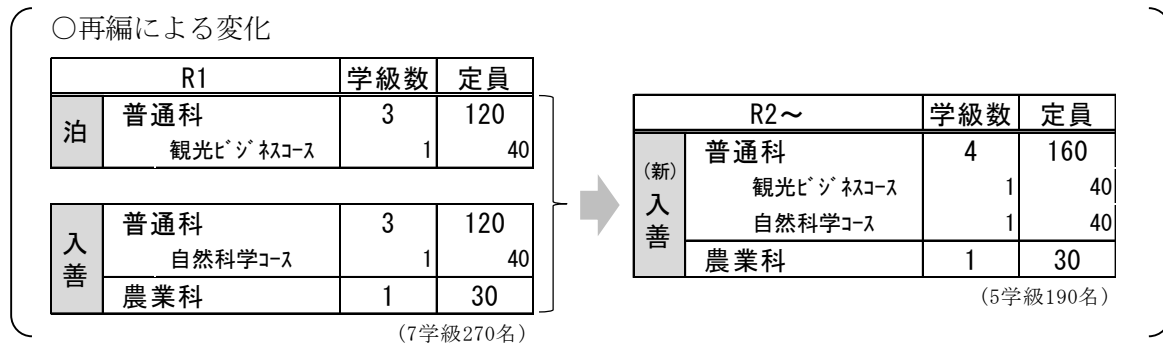 ○再編による変化
R1 学級数 定員
泊 普通科 3 120
観光ﾋﾞｼﾞﾈｽｺｰｽ 1 40
入善 普通科 3 120
自然科学ｺｰｽ 1 40
農業科 1 30
(7学級270名)
R2～ 学級数 定員
(新)入善 普通科 4 160
観光ﾋﾞｼﾞﾈｽｺｰｽ 1 40
自然科学ｺｰｽ 1 40
農業科 1 30
(5学級190名)